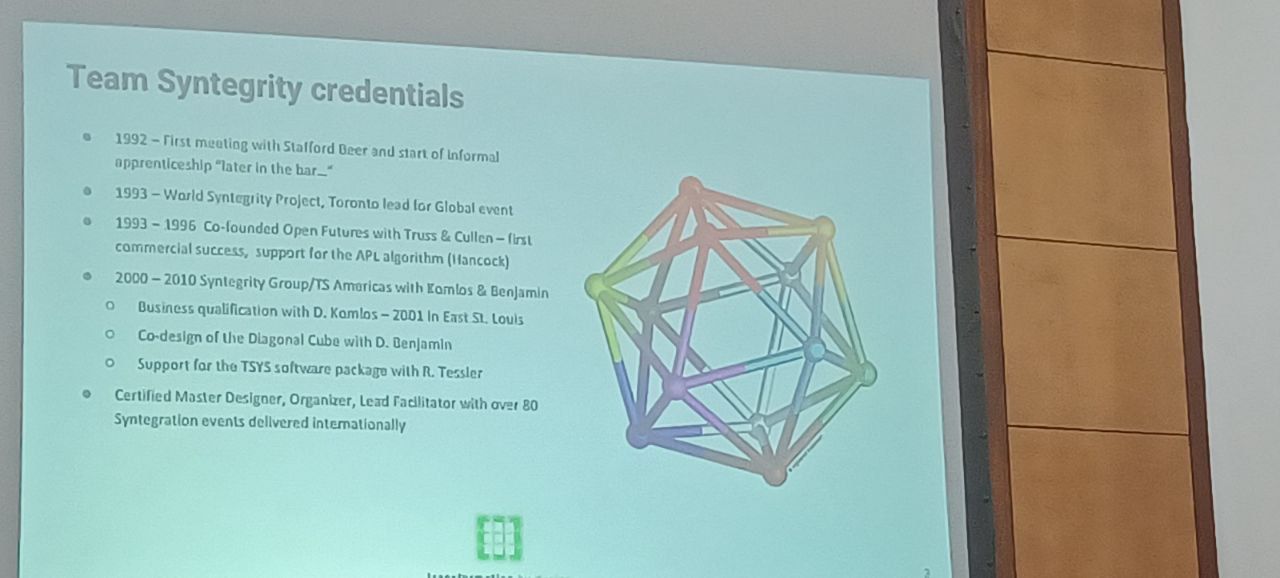 Team Syntegrity credentials
1992 – First meeting with Stafford Beer and start of informal
apprenticeship "later in the bar…"
1993 – World Syntegrity Project, Toronto lead for Global event
1993 – 1996 Co-founded Open Futures with Truss & Cullen – first
commercial success, support for the APL algorithm (Hancock)
2000 – 2010 Syntegrity Group/TS Americas with Komlos & Benjamin
Business qualification with D. Komlos – 2001 in East St. Louis
Co-design of the Diagonal Cube with D. Benjamin
Support for the TSYS software package with R. Tessler
Certified Master Designer, Organizer, Lead Facilitator with over 80
Syntegration events delivered internationally